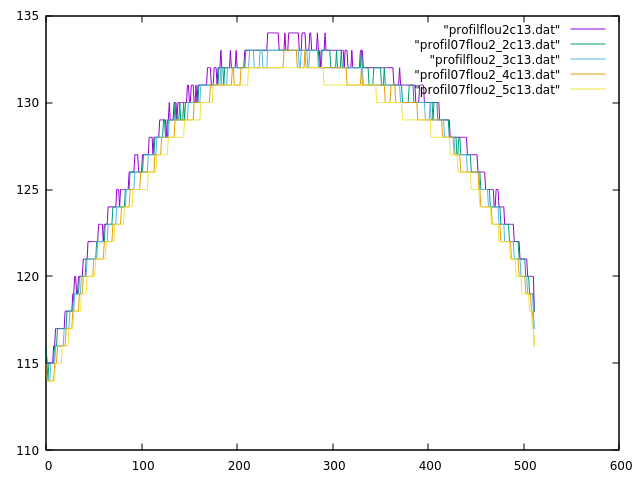 135
130
125
120
115
110
0 100 200 300 400 500 600
"profilflou2c13.dat"
"profil07flou2_2c13.dat"
"profilflou2_3c13.dat"
"profil07flou2_4c13.dat"
"profil07flou2_5c13.dat"